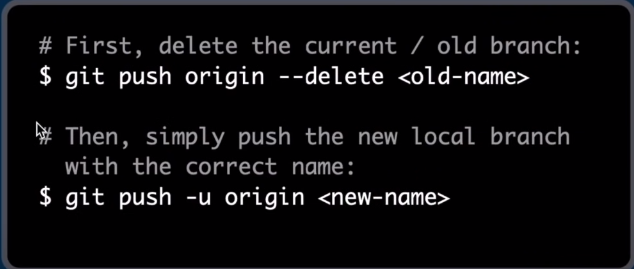 # First, delete the current / old branch:
$ git push origin --delete <old-name>
# Then, simply push the new local branch
with the correct name:
$ git push -u origin <new-name>